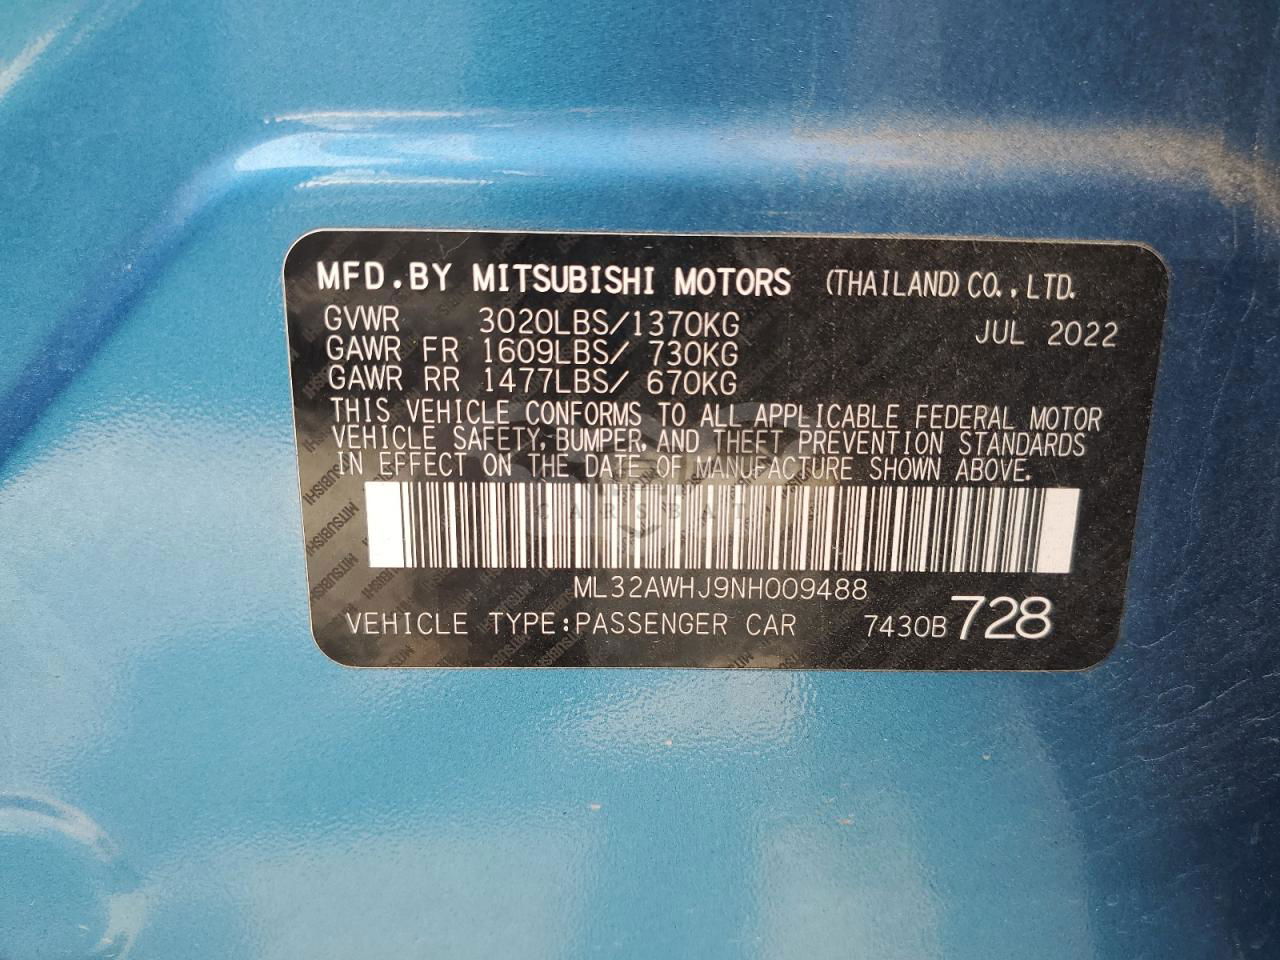 MFD.BY MITSUBISHI MOTORS (THAILAND) CO.,LTD.
GVWR 3020LBS/1370KG JUL 2022
GAWR FR 1609LBS/ 730KG
GAWR RR 1477LBS/ 670KG
THIS VEHICLE CONFORMS TO ALL APPLICABLE FEDERAL MOTOR
VEHICLE SAFETY, BUMPER, AND THEFT PREVENTION STANDARDS
IN EFFECT ON THE DATE OF MANUFACTURE SHOWN ABOVE.
CARSBAT
ML32AWHJ9NH009488
VEHICLE TYPE:PASSENGER CAR 7430B 728